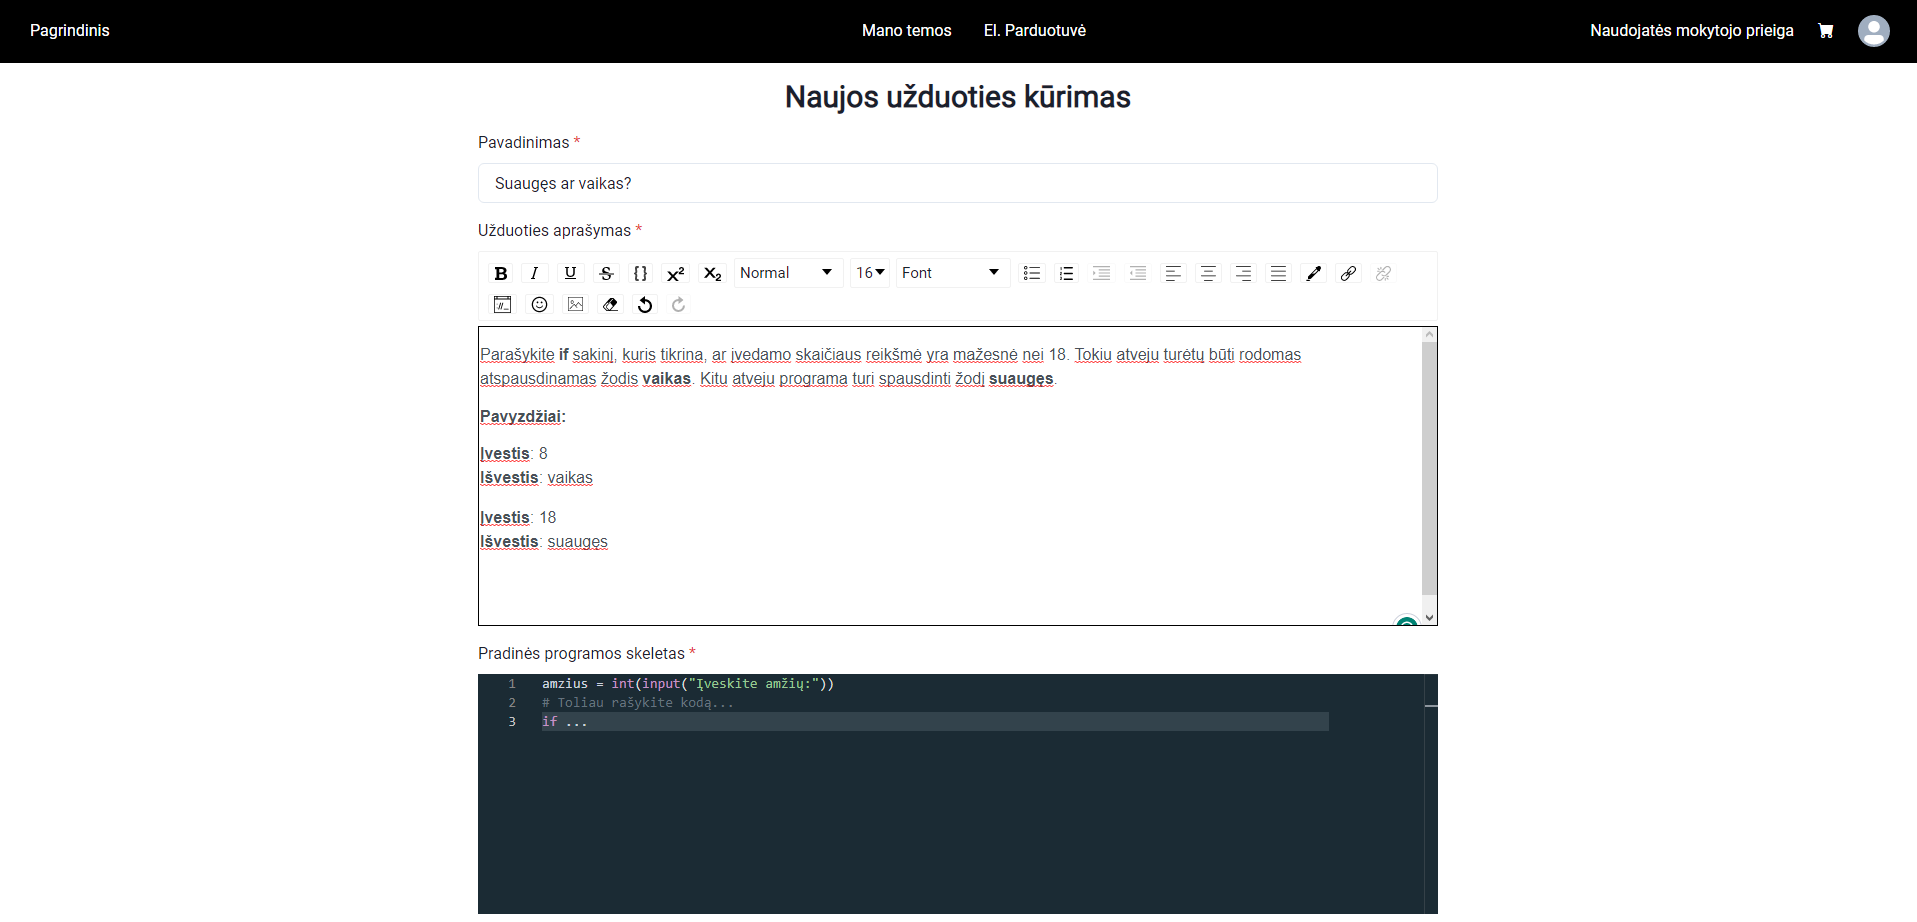 Pagrindinis
Mano temos
El. Parduotuvė
Naudojatės mokytojo prieiga
Naujos užduoties kūrimas
Pavadinimas *
Suaugęs ar vaikas?
Užduoties aprašymas *
B I U S {} X² X₂ Normal 16 Font
Parašykite if sakinį, kuris tikrina, ar įvedamo skaičiaus reikšmė yra mažesnė nei 18. Tokiu atveju turėtų būti rodomas
atspausdinamas žodis vaikas. Kitu atveju programa turi spausdinti žodį suaugęs.
Pavyzdžiai:
Įvestis: 8
Išvestis: vaikas
Įvestis: 18
Išvestis: suaugęs
Pradinės programos skeletas *
1 amzius = int(input("Įveskite amžių:"))
2 # Toliau rašykite kodą...
3 if ...